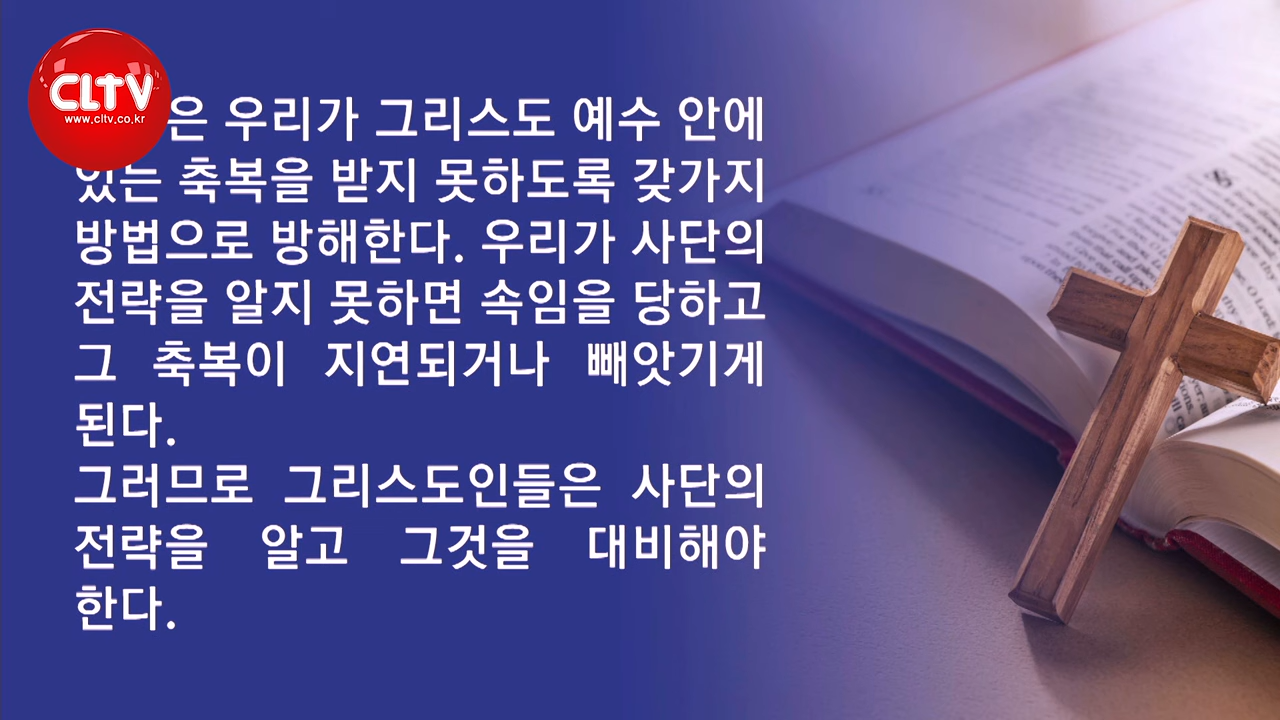 CLTV
www.cltv.co.kr
은 우리가 그리스도 예수 안에
있는 축복을 받지 못하도록 갖가지
방법으로 방해한다. 우리가 사단의
전략을 알지 못하면 속임을 당하고
그 축복이 지연되거나 빼앗기게
된다.
그러므로 그리스도인들은 사단의
전략을 알고 그것을 대비해야
한다.